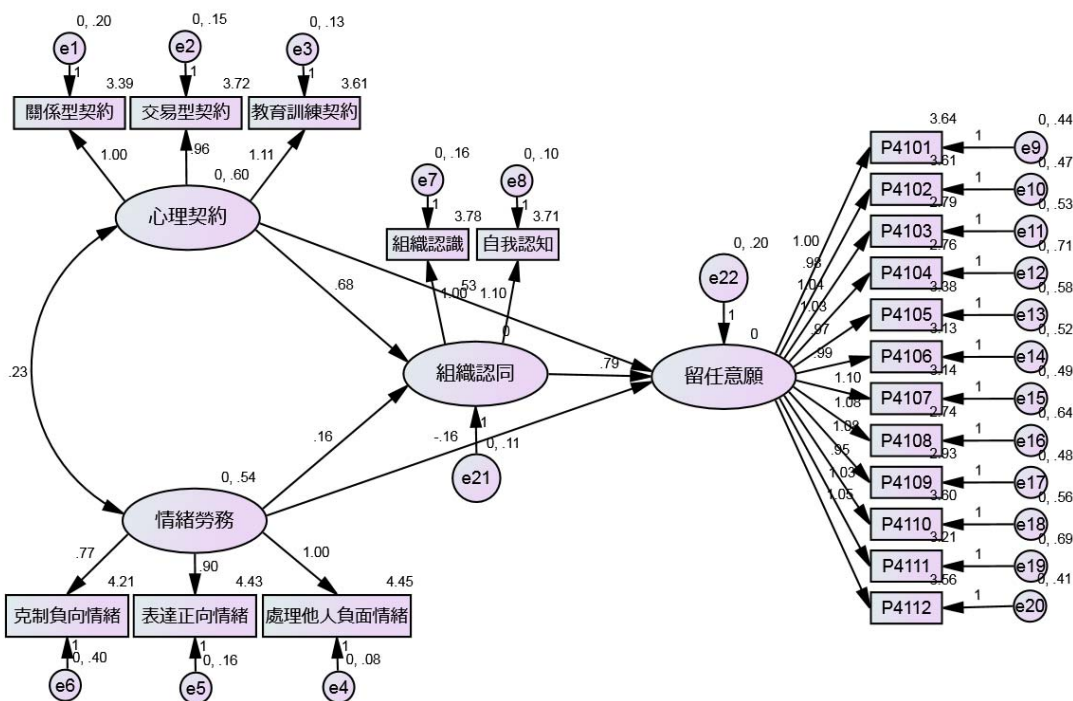 0, .20
e1
1
3.39
關係型契約
1.00
0, .15
e2
1
3.72
交易型契約
.96
0, .13
e3
1
3.61
教育訓練契約
1.11
0, .60
心理契約
0, .16
e7
1
3.78
組織認識
1.00
0, .10
e8
1
3.71
自我認知
1.10
.68
.53
0
組織認同
.79
1
0, .11
e21
.23
.16
-.16
0, .54
情緒勞務
.77
.90
1.00
4.21
克制負向情緒
1
0, .40
e6
4.43
表達正向情緒
1
0, .16
e5
4.45
處理他人負面情緒
1
0, .08
e4
0, .20
e22
1
0
留任意願
1.00
.98
1.04
1.03
.97
.99
1.10
1.08
1.08
.95
1.03
1.05
3.64
P4101
1
0, .44
e9
3.61
P4102
1
0, .47
e10
2.79
P4103
1
0, .53
e11
2.76
P4104
1
0, .71
e12
3.38
P4105
1
0, .58
e13
3.13
P4106
1
0, .52
e14
3.14
P4107
1
0, .49
e15
2.74
P4108
1
0, .64
e16
2.93
P4109
1
0, .48
e17
3.60
P4110
1
0, .56
e18
3.21
P4111
1
0, .69
e19
3.56
P4112
1
0, .41
e20